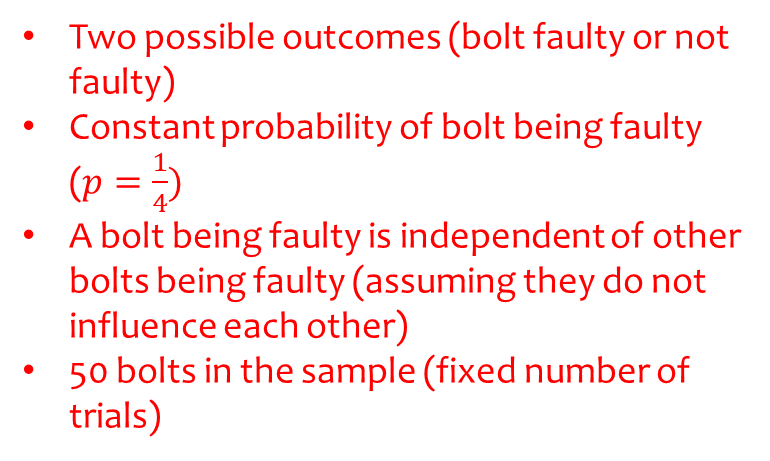 • Two possible outcomes (bolt faulty or not
faulty)
• Constant probability of bolt being faulty
(p = 1/4)
• A bolt being faulty is independent of other
bolts being faulty (assuming they do not
influence each other)
• 50 bolts in the sample (fixed number of
trials)